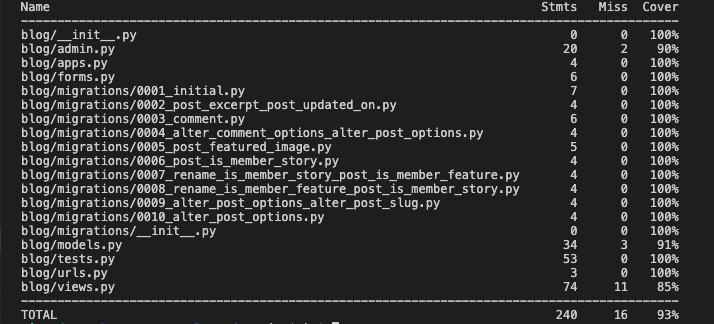 Name Stmts Miss Cover
blog/__init__.py 0 0 100%
blog/admin.py 20 2 90%
blog/apps.py 4 0 100%
blog/forms.py 6 0 100%
blog/migrations/0001_initial.py 7 0 100%
blog/migrations/0002_post_excerpt_post_updated_on.py 4 0 100%
blog/migrations/0003_comment.py 6 0 100%
blog/migrations/0004_alter_comment_options_alter_post_options.py 4 0 100%
blog/migrations/0005_post_featured_image.py 5 0 100%
blog/migrations/0006_post_is_member_story.py 4 0 100%
blog/migrations/0007_rename_is_member_story_post_is_member_feature.py 4 0 100%
blog/migrations/0008_rename_is_member_feature_post_is_member_story.py 4 0 100%
blog/migrations/0009_alter_post_options_alter_post_slug.py 4 0 100%
blog/migrations/0010_alter_post_options.py 4 0 100%
blog/migrations/__init__.py 0 0 100%
blog/models.py 34 3 91%
blog/tests.py 53 0 100%
blog/urls.py 3 0 100%
blog/views.py 74 11 85%
TOTAL 240 16 93%